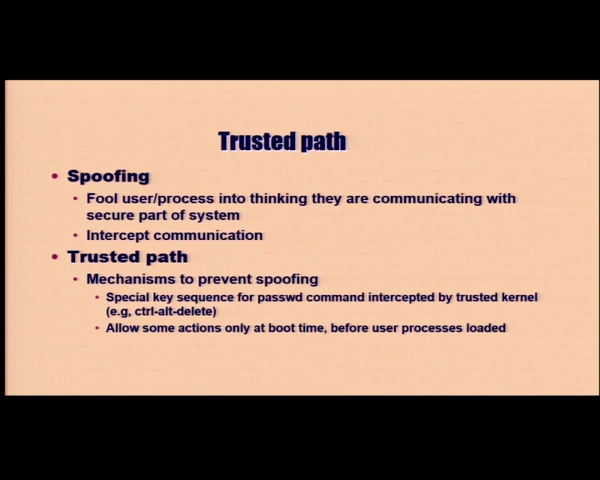 Trusted path
• Spoofing
• Fool user/process into thinking they are communicating with
secure part of system
• Intercept communication
• Trusted path
• Mechanisms to prevent spoofing
• Special key sequence for passwd command intercepted by trusted kernel
(e.g, ctrl-alt-delete)
• Allow some actions only at boot time, before user processes loaded